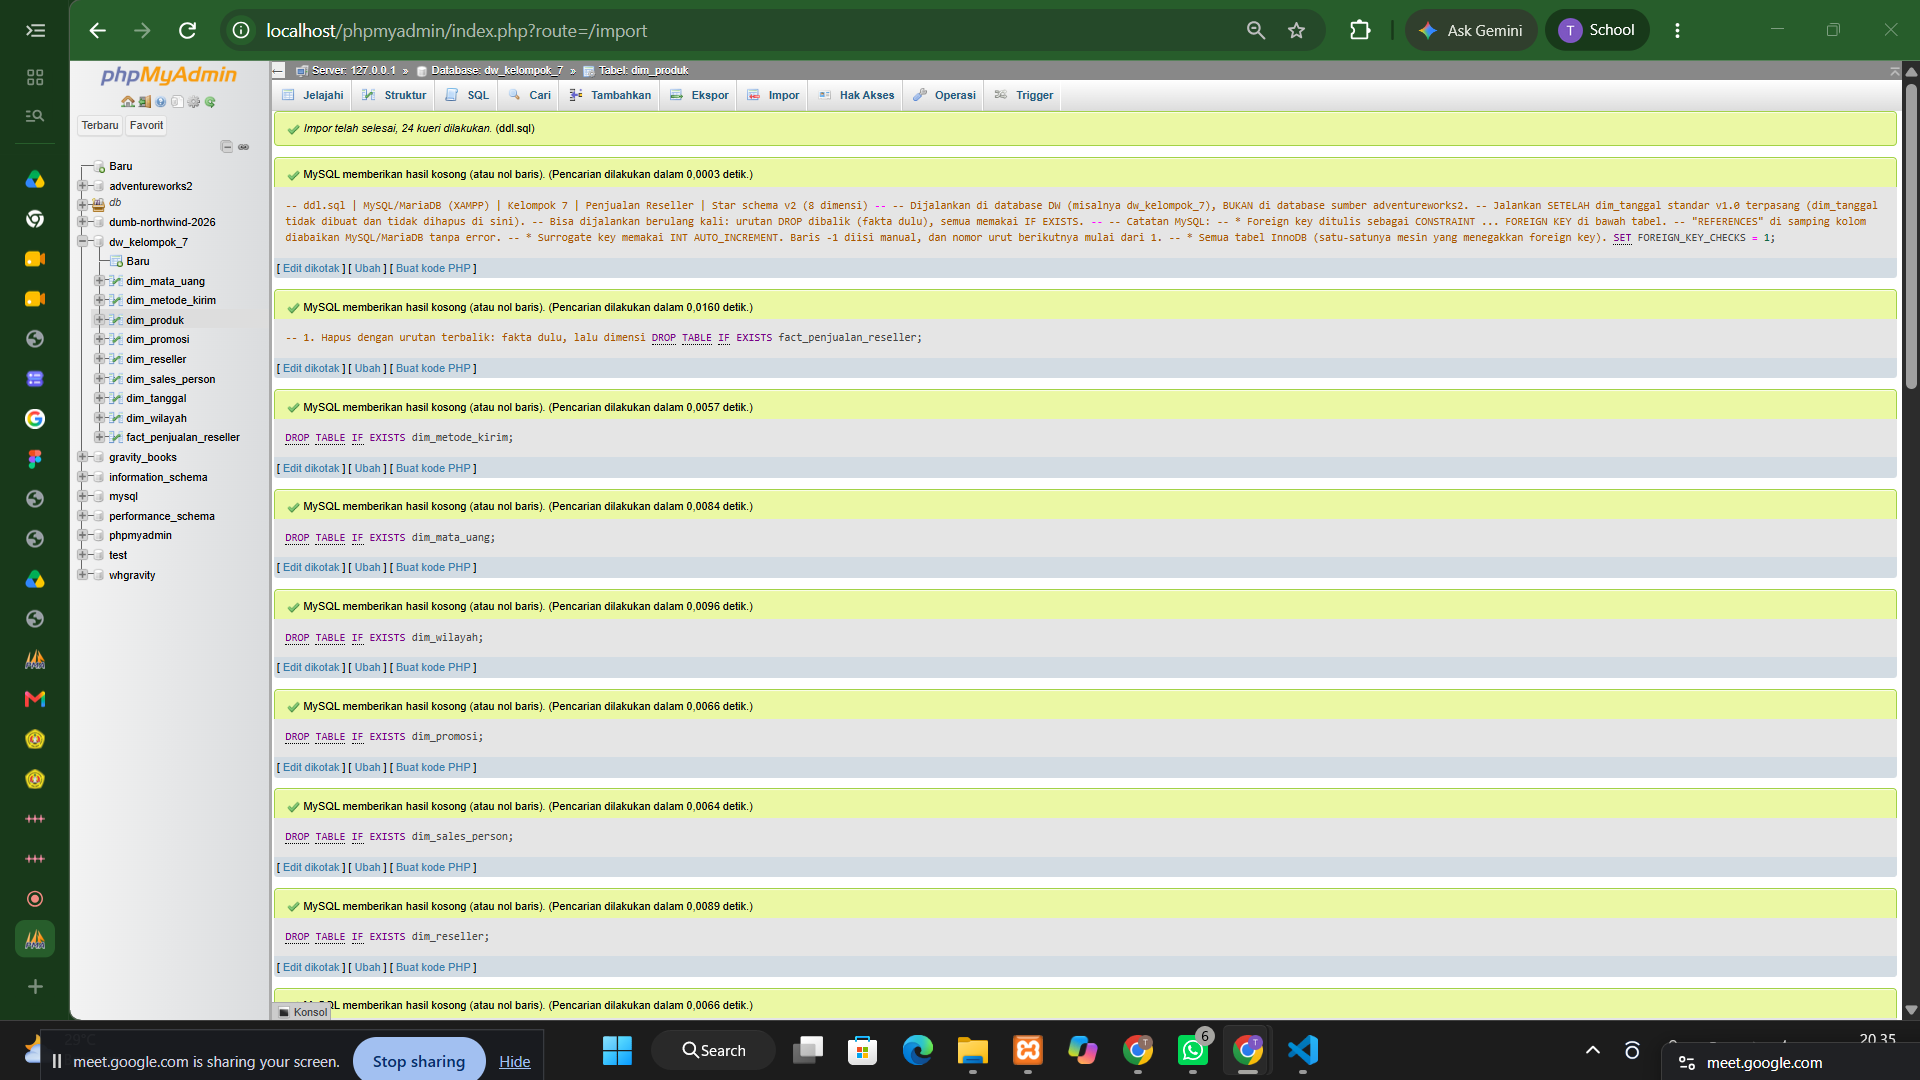 localhost/phpmyadmin/index.php?route=/import
Ask Gemini
T
School
phpMyAdmin
Terbaru
Favorit
Baru
adventureworks2
db
dumb-northwind-2026
dw_kelompok_7
Baru
dim_mata_uang
dim_metode_kirim
dim_produk
dim_promosi
dim_reseller
dim_sales_person
dim_tanggal
dim_wilayah
fact_penjualan_reseller
gravity_books
information_schema
mysql
performance_schema
phpmyadmin
test
whgravity
Server: 127.0.0.1 » Database: dw_kelompok_7 » Tabel: dim_produk
Jelajahi Struktur SQL Cari Tambahkan Ekspor Impor Hak Akses Operasi Trigger
Impor telah selesai, 24 kueri dilakukan. (ddl.sql)
MySQL memberikan hasil kosong (atau nol baris). (Pencarian dilakukan dalam 0,0003 detik.)
-- ddl.sql | MySQL/MariaDB (XAMPP) | Kelompok 7 | Penjualan Reseller | Star schema v2 (8 dimensi) -- -- Dijalankan di database DW (misalnya dw_kelompok_7), BUKAN di database sumber adventureworks2. -- Jalankan SETELAH dim_tanggal standar v1.0 terpasang (dim_tanggal
tidak dibuat dan tidak dihapus di sini). -- Bisa dijalankan berulang kali: urutan DROP dibalik (fakta dulu), semua memakai IF EXISTS. -- -- Catatan MySQL: -- * Foreign key ditulis sebagai CONSTRAINT ... FOREIGN KEY di bawah tabel. -- "REFERENCES" di samping kolom
diabaikan MySQL/MariaDB tanpa error. -- * Surrogate key memakai INT AUTO_INCREMENT. Baris -1 diisi manual, dan nomor urut berikutnya mulai dari 1. -- * Semua tabel InnoDB (satu-satunya mesin yang menegakkan foreign key). SET FOREIGN_KEY_CHECKS = 1;
[ Edit dikotak ] [ Ubah ] [ Buat kode PHP ]
MySQL memberikan hasil kosong (atau nol baris). (Pencarian dilakukan dalam 0,0160 detik.)
-- 1. Hapus dengan urutan terbalik: fakta dulu, lalu dimensi DROP TABLE IF EXISTS fact_penjualan_reseller;
[ Edit dikotak ] [ Ubah ] [ Buat kode PHP ]
MySQL memberikan hasil kosong (atau nol baris). (Pencarian dilakukan dalam 0,0057 detik.)
DROP TABLE IF EXISTS dim_metode_kirim;
[ Edit dikotak ] [ Ubah ] [ Buat kode PHP ]
MySQL memberikan hasil kosong (atau nol baris). (Pencarian dilakukan dalam 0,0084 detik.)
DROP TABLE IF EXISTS dim_mata_uang;
[ Edit dikotak ] [ Ubah ] [ Buat kode PHP ]
MySQL memberikan hasil kosong (atau nol baris). (Pencarian dilakukan dalam 0,0096 detik.)
DROP TABLE IF EXISTS dim_wilayah;
[ Edit dikotak ] [ Ubah ] [ Buat kode PHP ]
MySQL memberikan hasil kosong (atau nol baris). (Pencarian dilakukan dalam 0,0066 detik.)
DROP TABLE IF EXISTS dim_promosi;
[ Edit dikotak ] [ Ubah ] [ Buat kode PHP ]
MySQL memberikan hasil kosong (atau nol baris). (Pencarian dilakukan dalam 0,0064 detik.)
DROP TABLE IF EXISTS dim_sales_person;
[ Edit dikotak ] [ Ubah ] [ Buat kode PHP ]
MySQL memberikan hasil kosong (atau nol baris). (Pencarian dilakukan dalam 0,0089 detik.)
DROP TABLE IF EXISTS dim_reseller;
[ Edit dikotak ] [ Ubah ] [ Buat kode PHP ]
memberikan hasil kosong (atau nol baris). (Pencarian dilakukan dalam 0,0066 detik.)
Konsol
29°C
meet.google.com is sharing your screen.
Stop sharing
Hide
Search
6
20.35
meet.google.com